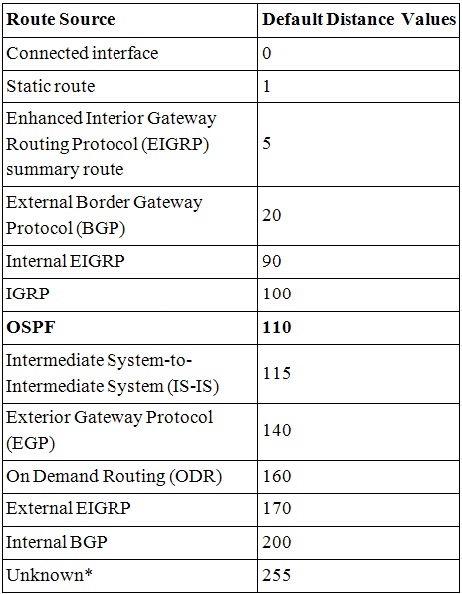 Route Source Default Distance Values
Connected interface 0
Static route 1
Enhanced Interior Gateway
Routing Protocol (EIGRP) 5
summary route
External Border Gateway
Protocol (BGP) 20
Internal EIGRP 90
IGRP 100
OSPF 110
Intermediate System-to-
Intermediate System (IS-IS) 115
Exterior Gateway Protocol
(EGP) 140
On Demand Routing (ODR) 160
External EIGRP 170
Internal BGP 200
Unknown* 255